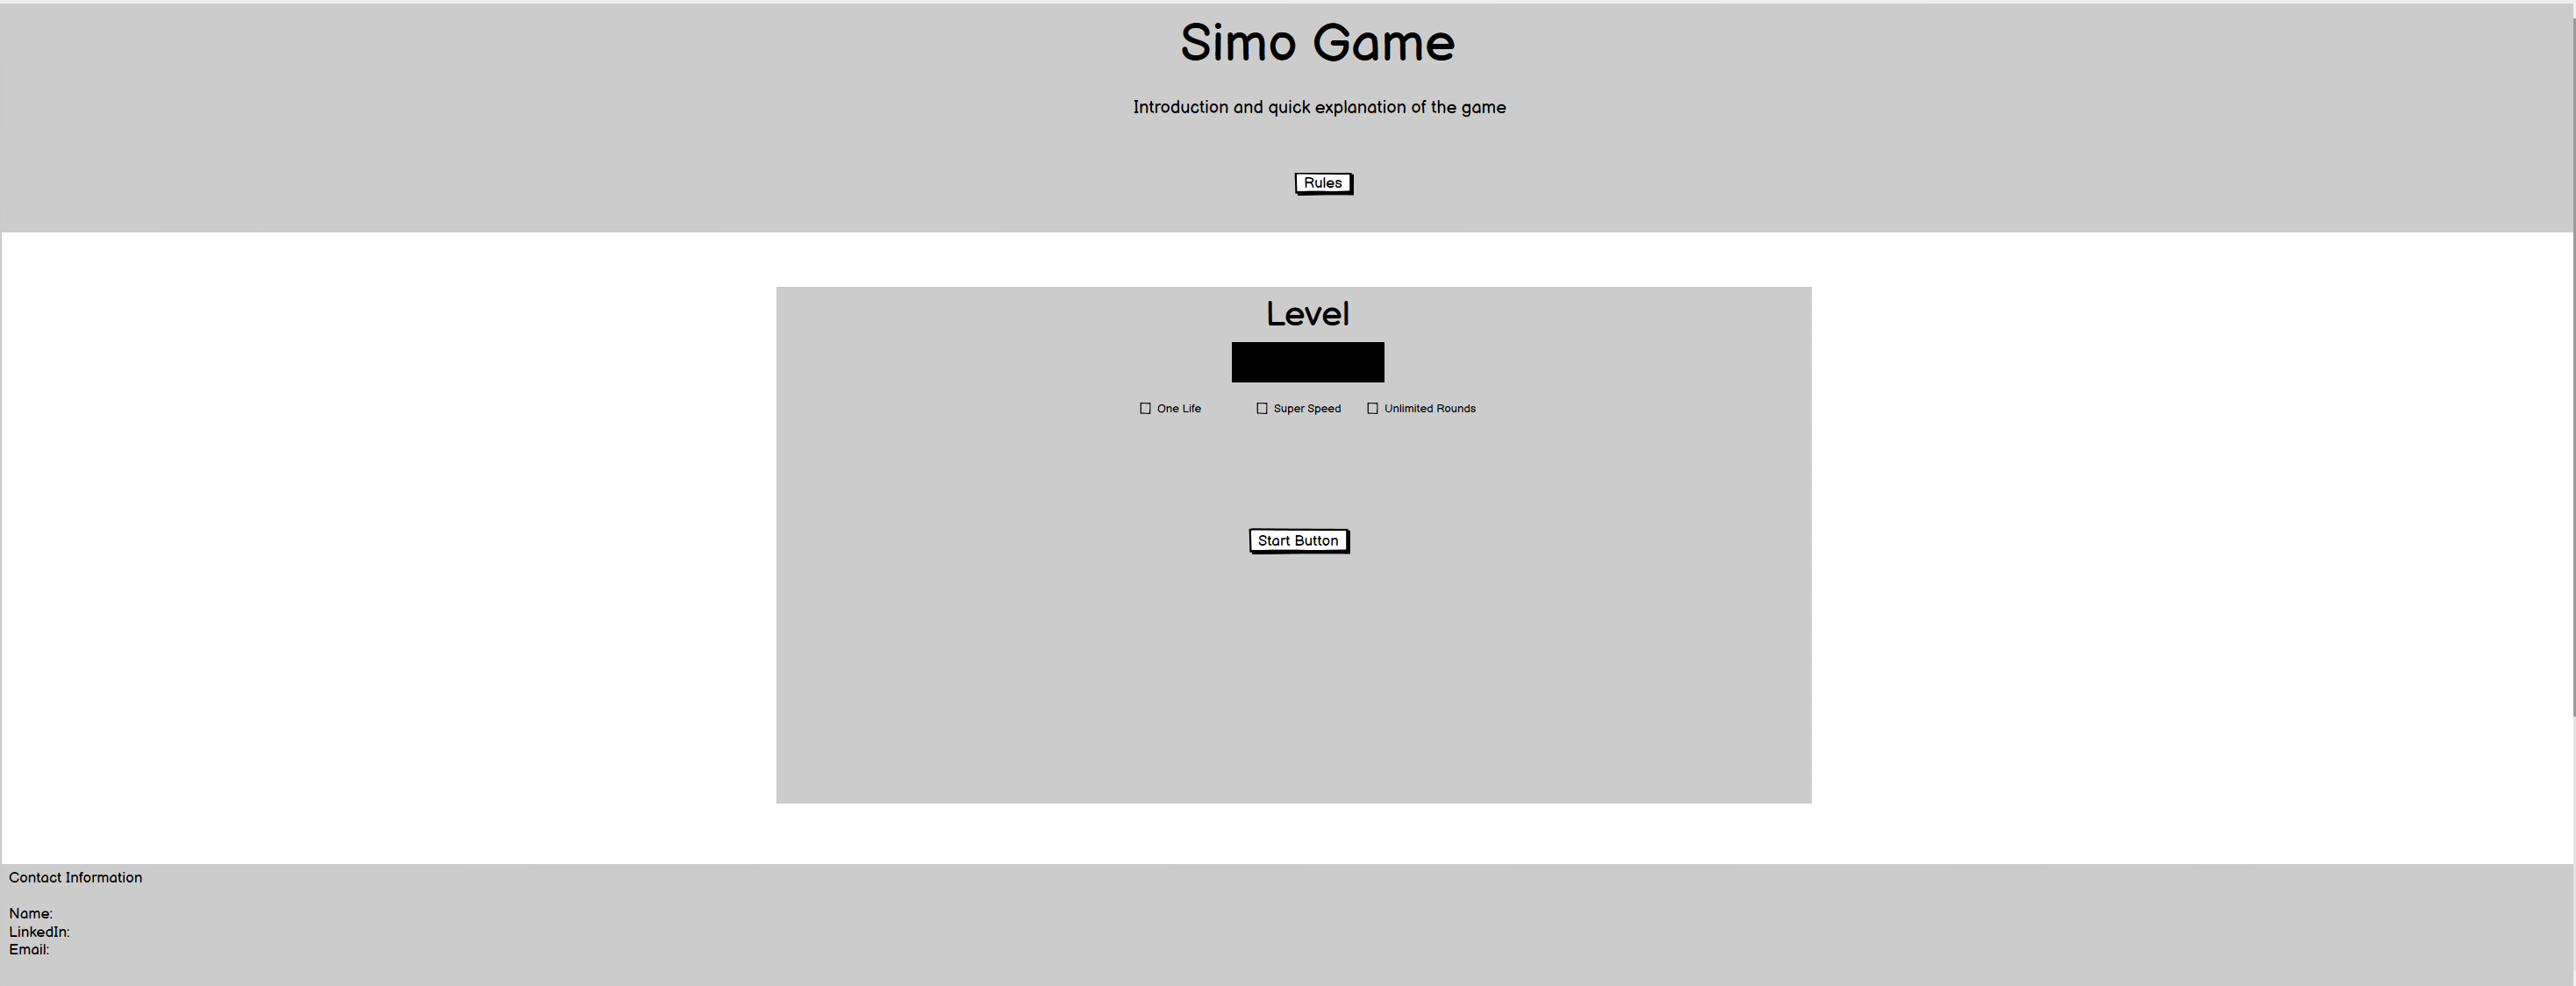 Simo Game
Introduction and quick explanation of the game
Rules
Level
One Life Super Speed Unlimited Rounds
Start Button
Contact Information
Name:
LinkedIn:
Email: